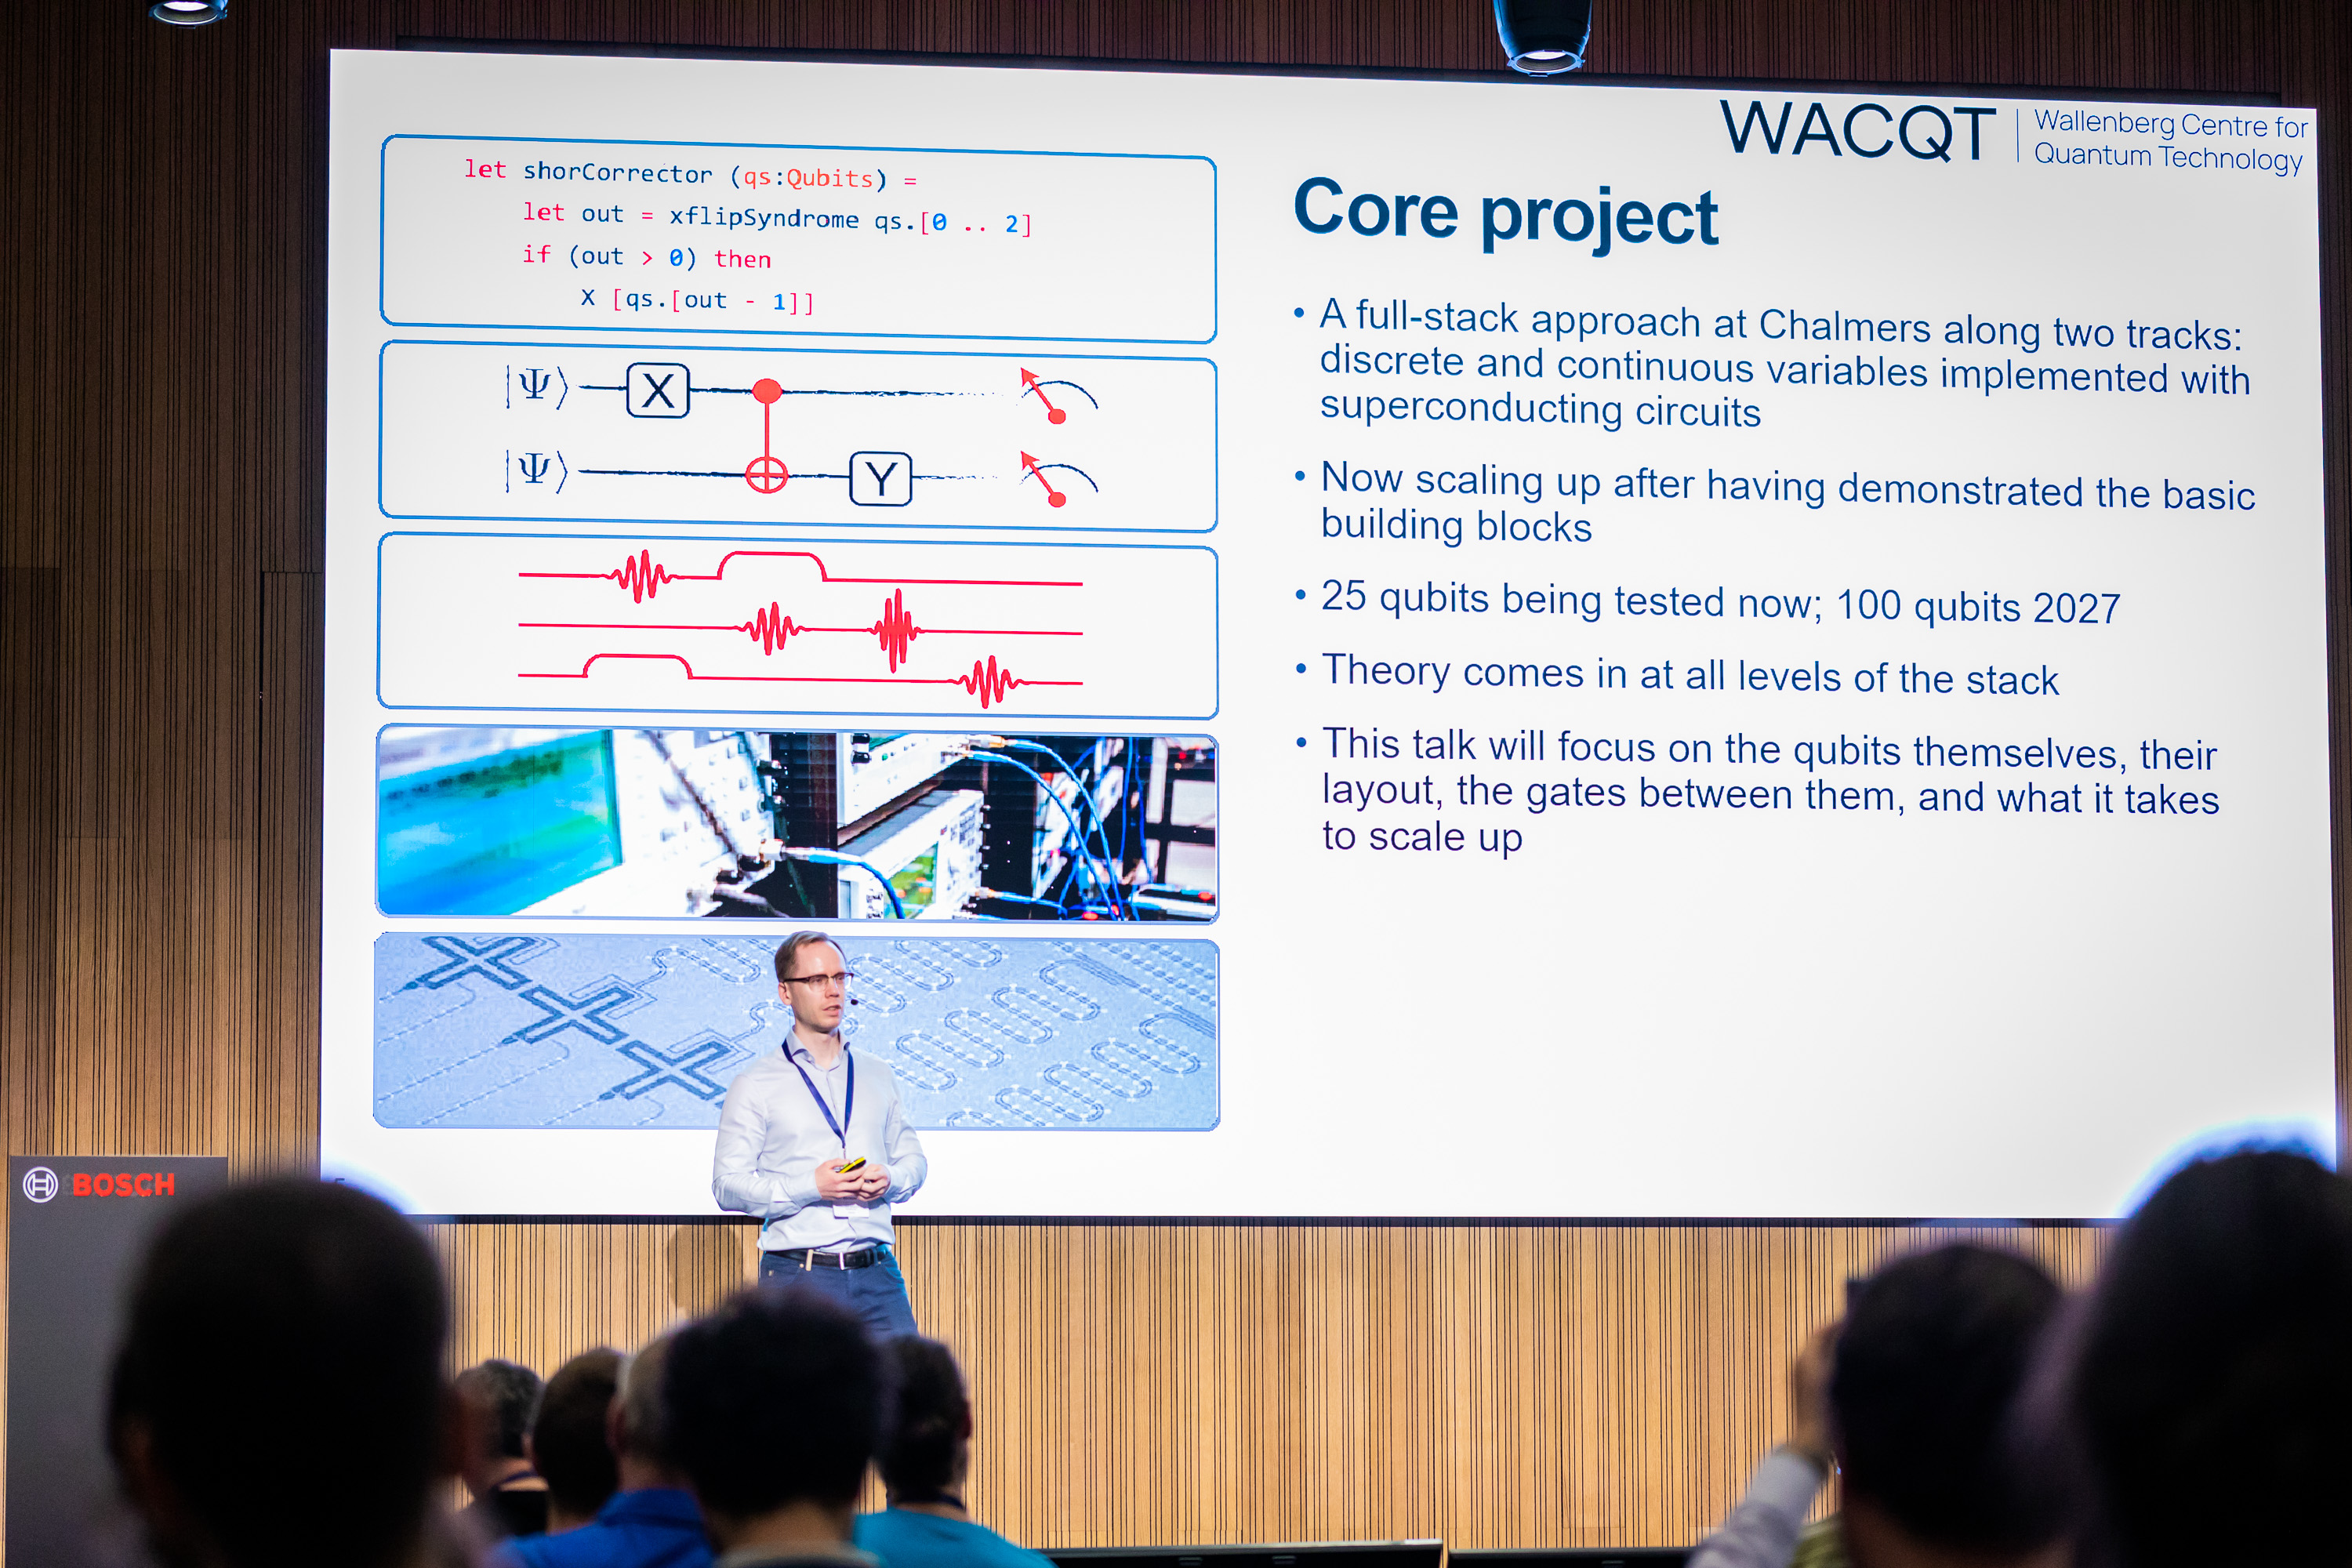 WACQT
Wallenberg Centre for
Quantum Technology
let shorCorrector (qs:Qubits) =
let out = xflipSyndrome qs.[0 .. 2]
if (out > 0) then
X [qs.[out - 1]]
|Ψ⟩ X
|Ψ⟩ Y
Core project
• A full-stack approach at Chalmers along two tracks:
discrete and continuous variables implemented with
superconducting circuits
• Now scaling up after having demonstrated the basic
building blocks
• 25 qubits being tested now; 100 qubits 2027
• Theory comes in at all levels of the stack
• This talk will focus on the qubits themselves, their
layout, the gates between them, and what it takes
to scale up
BOSCH